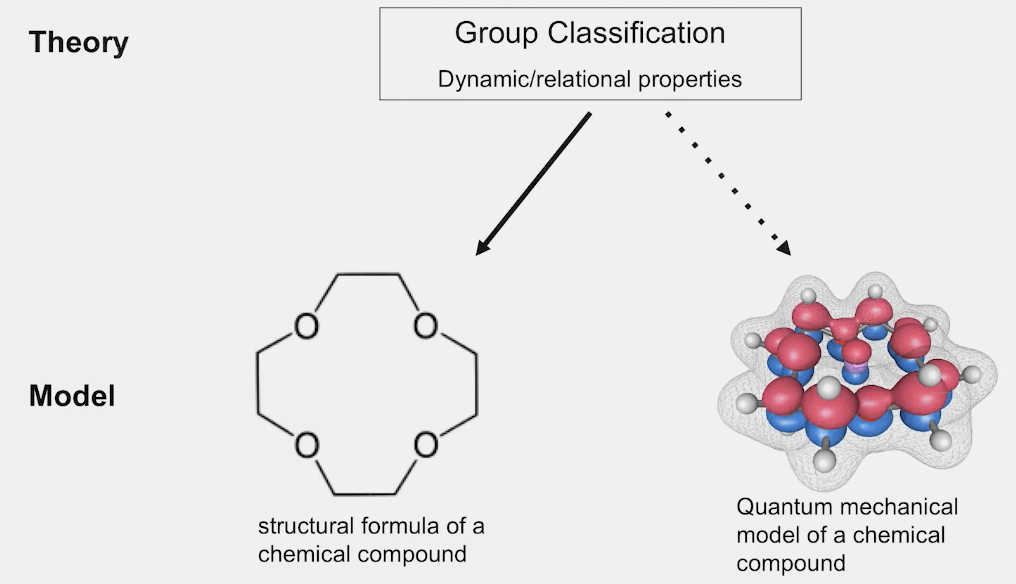 Theory
Group Classification
Dynamic/relational properties
O
O
Model
O
O
structural formula of a
chemical compound
Quantum mechanical
model of a chemical
compound